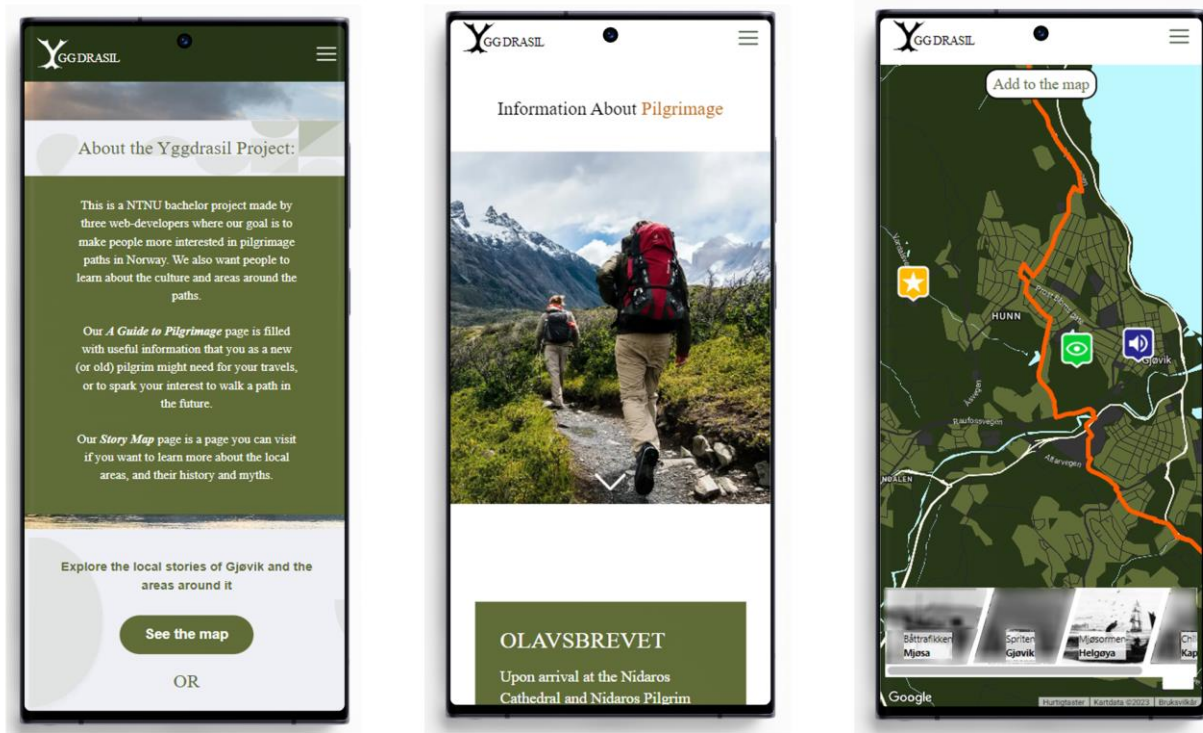 YGGDRASIL
About the Yggdrasil Project:
This is a NTNU bachelor project made by
three web-developers where our goal is to
make people more interested in pilgrimage
paths in Norway. We also want people to
learn about the culture and areas around the
paths.
Our A Guide to Pilgrimage page is filled
with useful information that you as a new
(or old) pilgrim might need for your travels,
or to spark your interest to walk a path in
the future.
Our Story Map page is a page you can visit
if you want to learn more about the local
areas, and their history and myths.
Explore the local stories of Gjøvik and the
areas around it
See the map
OR
YGGDRASIL
Information About Pilgrimage
OLAVSBREVET
Upon arrival at the Nidaros
Cathedral and Nidaros Pilgrim
YGGDRASIL
Add to the map
HUNN
Gjøvik
Åsvegen
Raufossvegen
Alfarvegen
NDALEN
Båttrafikken
Mjøsa
Spriten
Gjøvik
Mjøsormen
Helgøya
Kap
Google
Hurtigtaster
Kartdata ©2023
Bruksvilkår